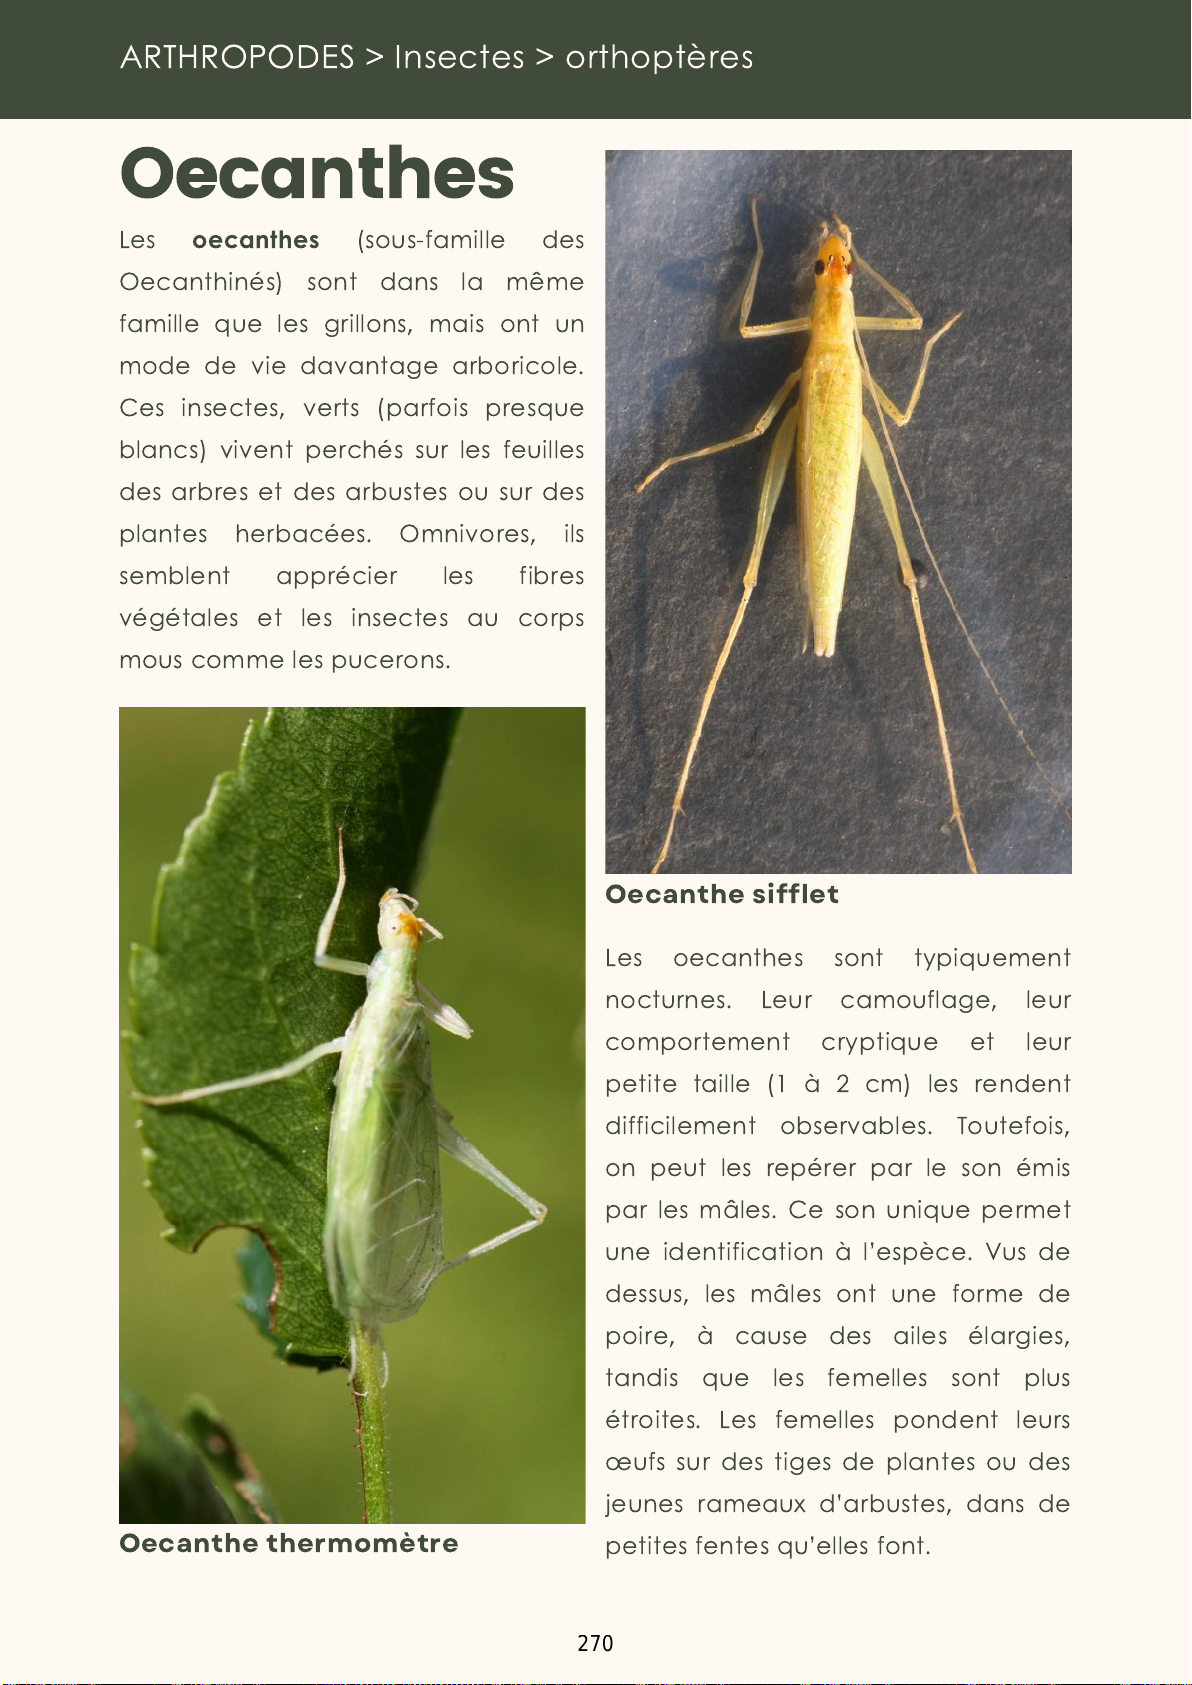 ARTHROPODES > Insectes > orthoptères
Oecanthes
Les oecanthes (sous-famille des
Oecanthinés) sont dans la même
famille que les grillons, mais ont un
mode de vie davantage arboricole.
Ces insectes, verts (parfois presque
blancs) vivent perchés sur les feuilles
des arbres et des arbustes ou sur des
plantes herbacées. Omnivores, ils
semblent apprécier les fibres
végétales et les insectes au corps
mous comme les pucerons.
Oecanthe thermomètre
Oecanthe sifflet
Les oecanthes sont typiquement
nocturnes. Leur camouflage, leur
comportement cryptique et leur
petite taille (1 à 2 cm) les rendent
difficilement observables. Toutefois,
on peut les repérer par le son émis
par les mâles. Ce son unique permet
une identification à l'espèce. Vus de
dessus, les mâles ont une forme de
poire, à cause des ailes élargies,
tandis que les femelles sont plus
étroites. Les femelles pondent leurs
œufs sur des tiges de plantes ou des
jeunes rameaux d'arbustes, dans de
petites fentes qu'elles font.
270